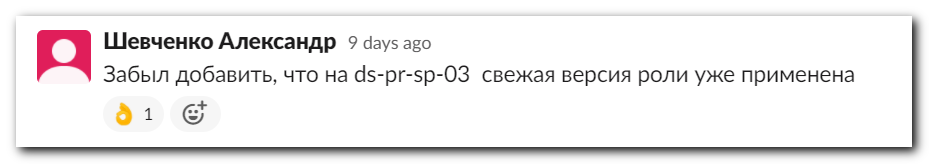 Шевченко Александр 9 days ago
Забыл добавить, что на ds-pr-sp-03 свежая версия роли уже применена
1